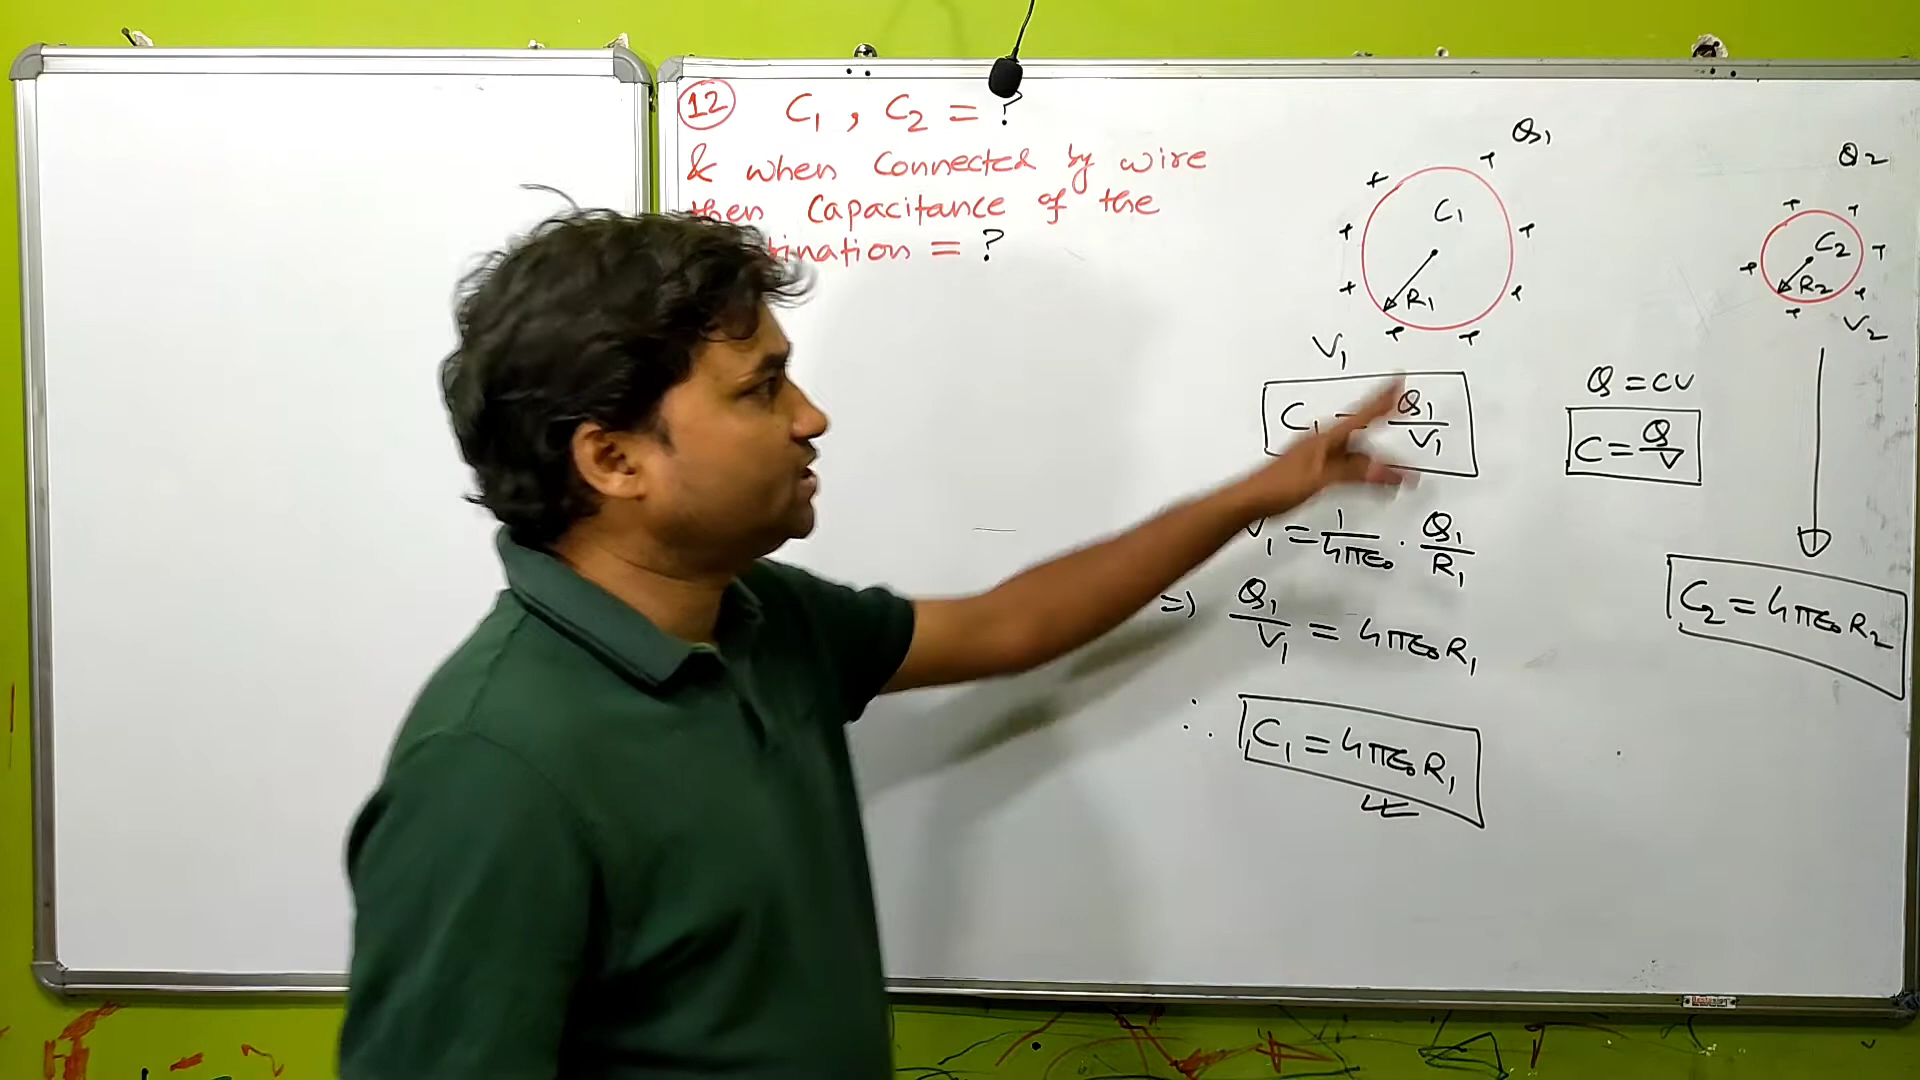 12 C₁, C₂ = ?
& when Connected by wire
then Capacitance of the
= ?
Q₁
C₁
R₁
V₁
Q₂
C₂
R₂
V₂
C₁ = Q₁/V₁
Q = CV
C = Q/V
V₁ = 1/4πε₀ · Q₁/R₁
=) Q₁/V₁ = 4πε₀R₁
∴ C₁ = 4πε₀R₁
C₂ = 4πε₀R₂